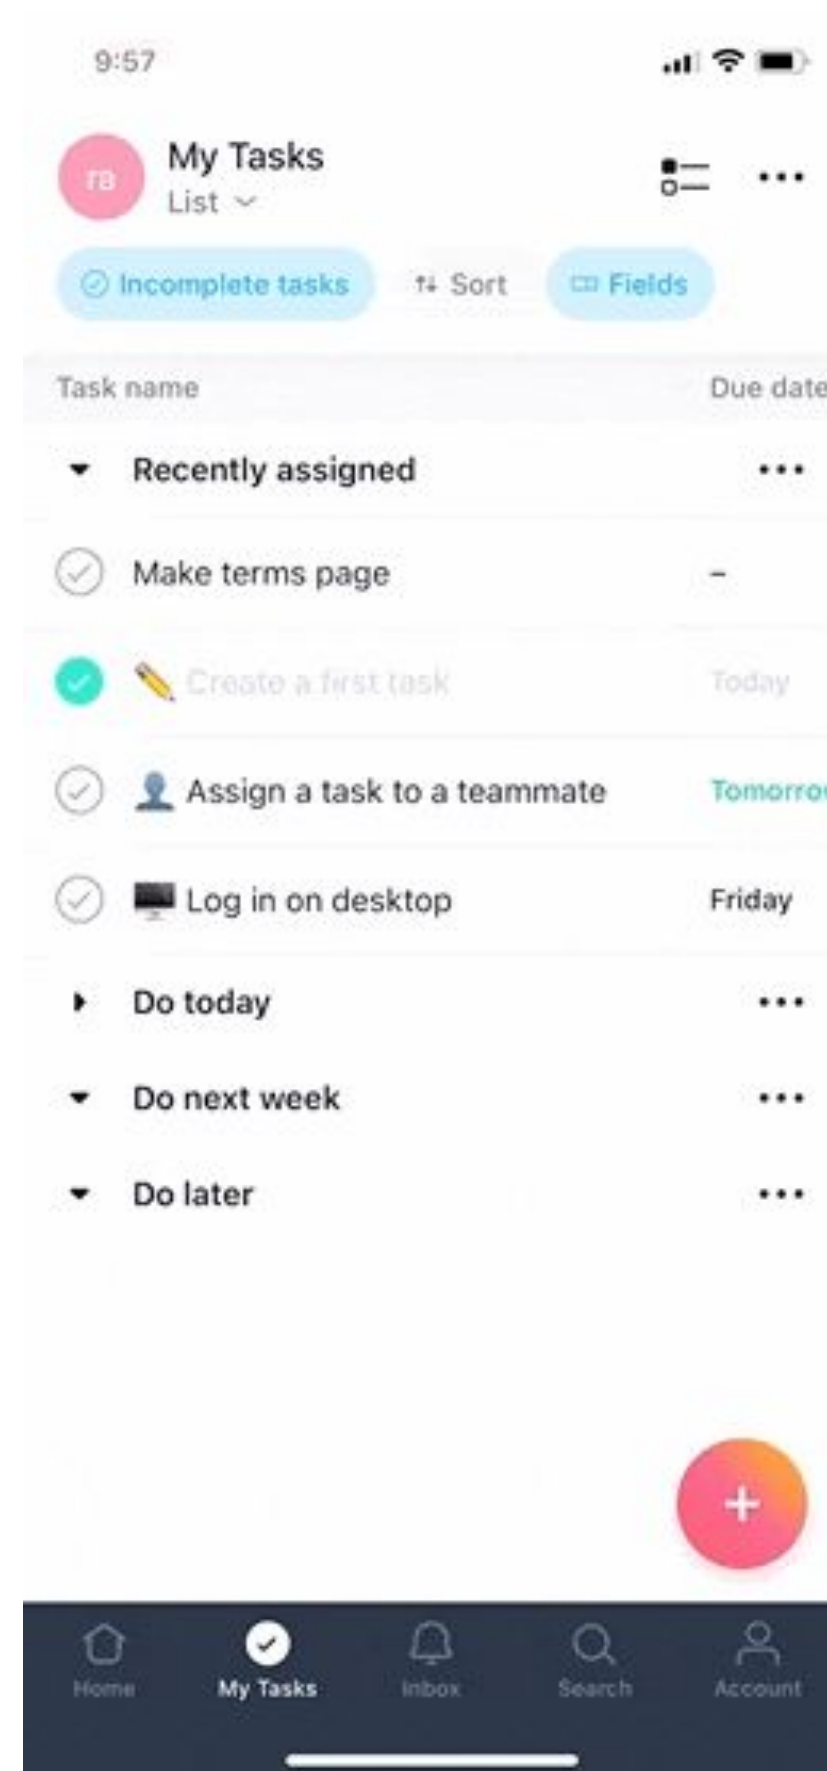 9:57
ra
My Tasks
List
Incomplete tasks
Sort
Fields
Task name Due date
Recently assigned
Make terms page –
Create a first task Today
Assign a task to a teammate Tomorrow
Log in on desktop Friday
Do today
Do next week
Do later
Home My Tasks Inbox Search Account